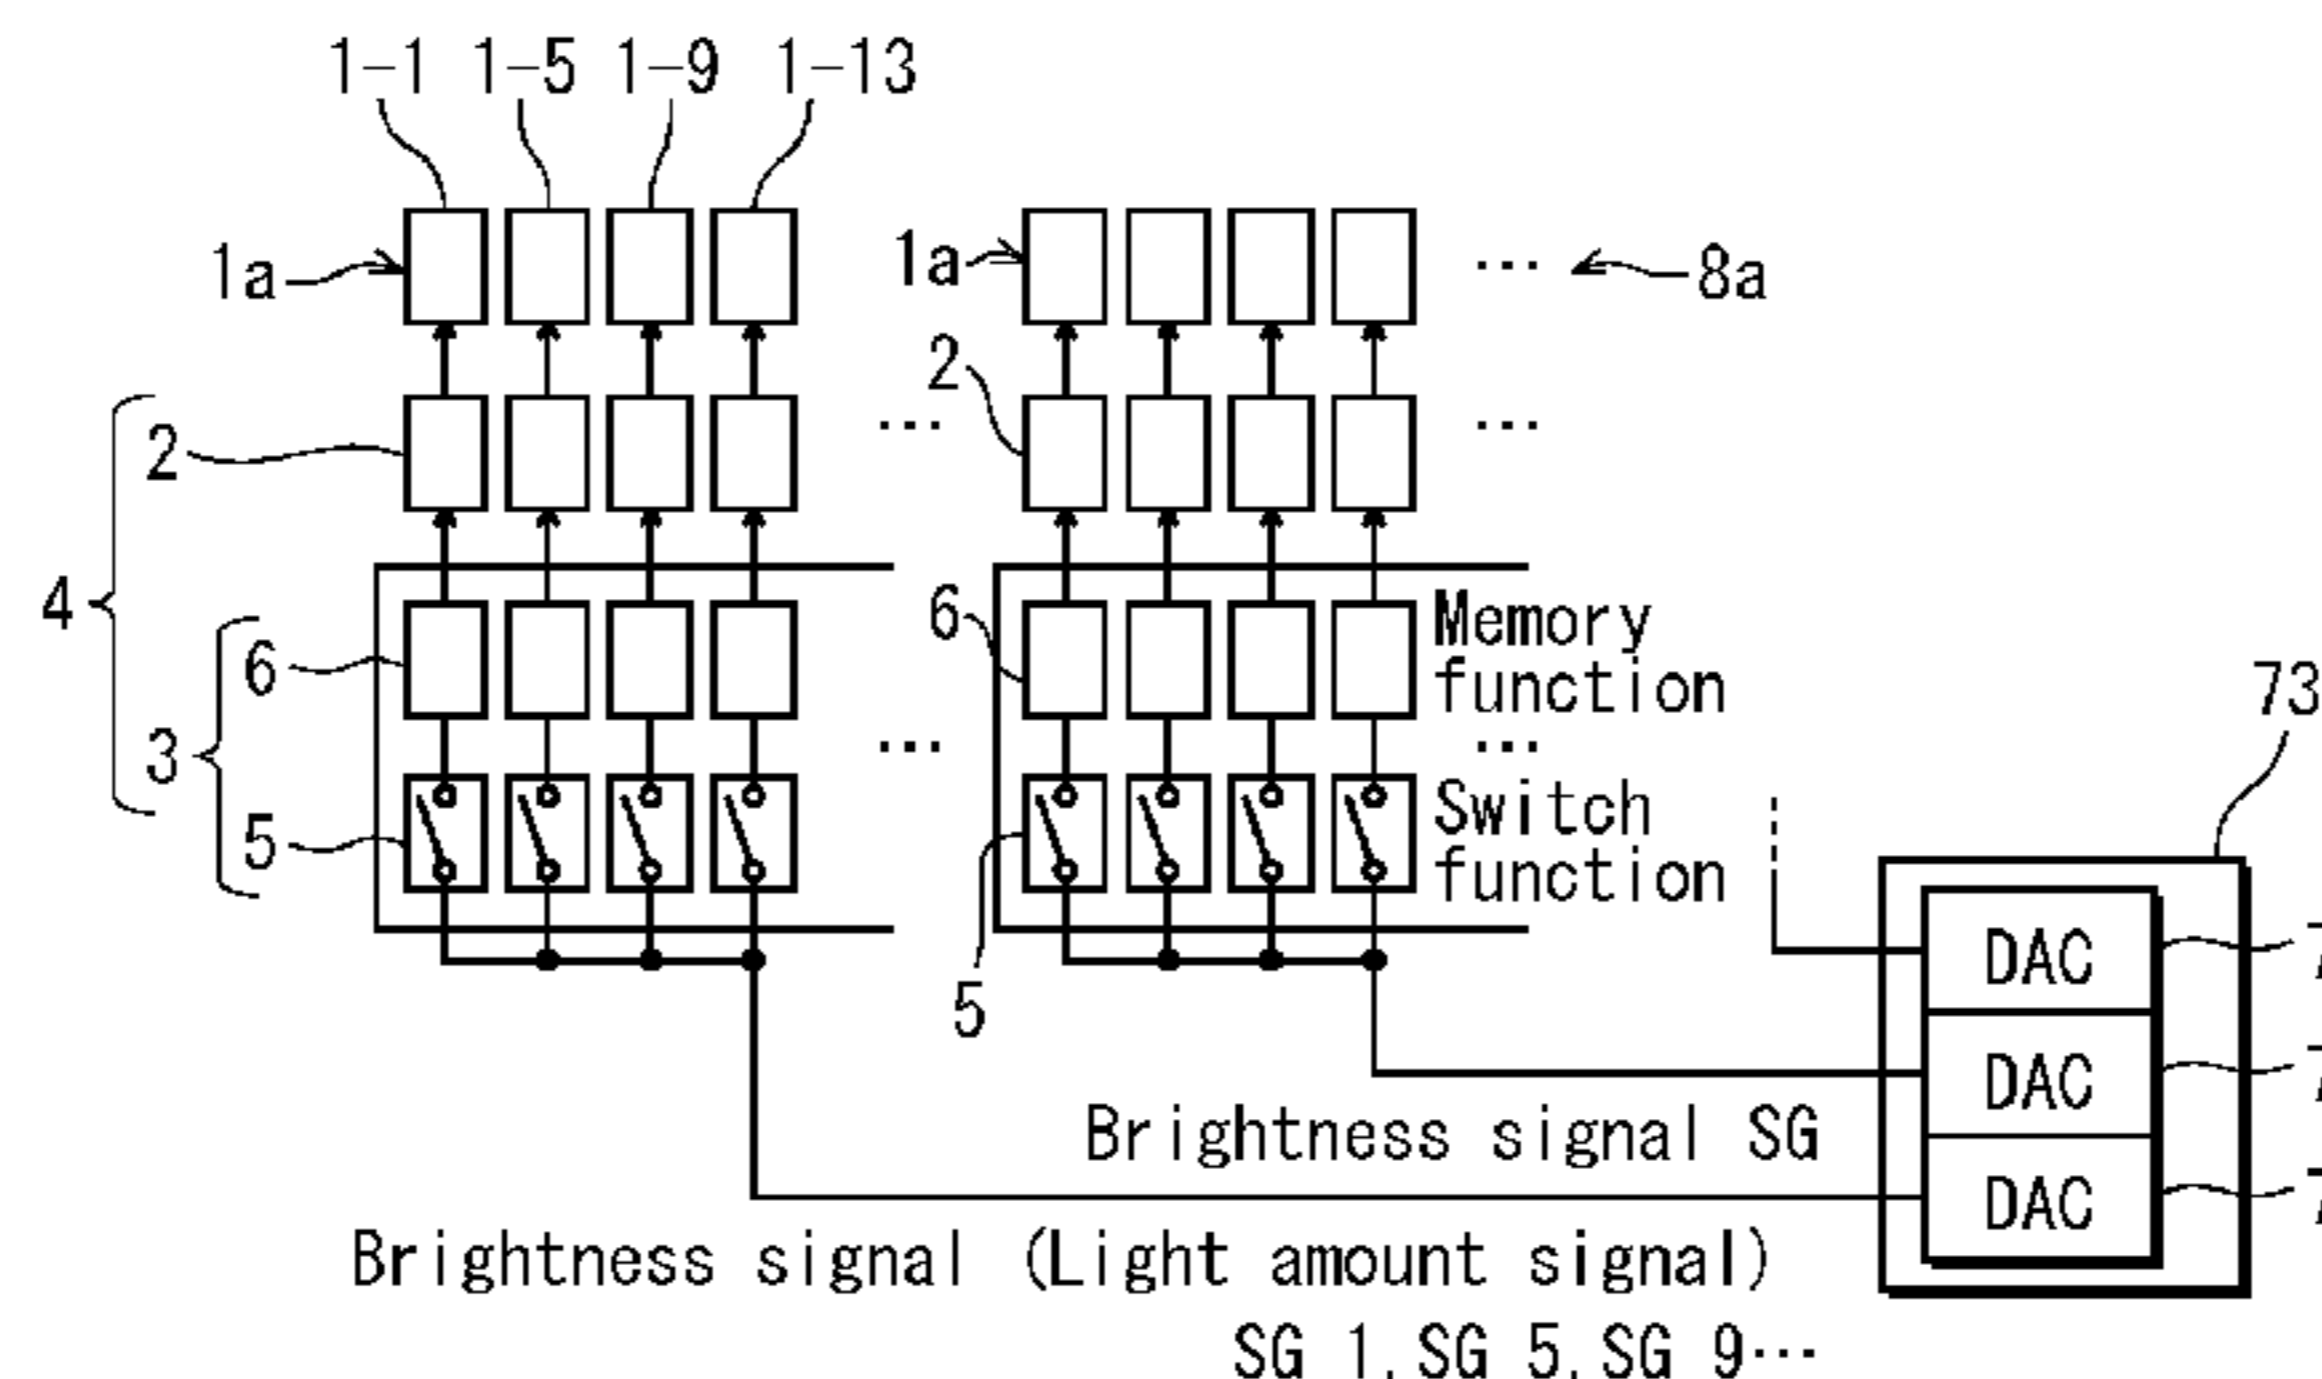 1-1 1-5 1-9 1-13
1a
1a
... 8a
2
2
... ...
4
6
6
Memory
function
3
... ...
5
Switch
function
73
5
DAC
DAC
DAC
Brightness signal SG
Brightness signal (Light amount signal)
SG 1, SG 5, SG 9...